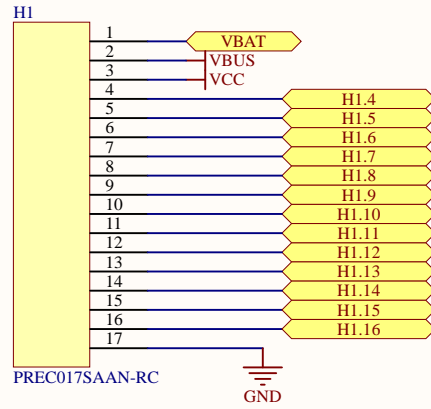 H1
1 VBAT
2 VBUS
3 VCC
4 H1.4
5 H1.5
6 H1.6
7 H1.7
8 H1.8
9 H1.9
10 H1.10
11 H1.11
12 H1.12
13 H1.13
14 H1.14
15 H1.15
16 H1.16
17
PREC017SAAN-RC
GND